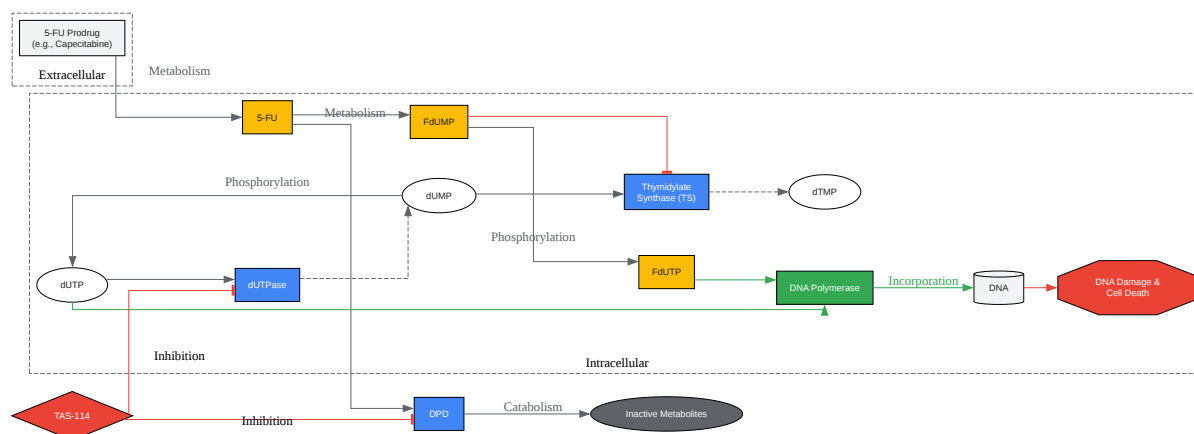 5-FU Prodrug
(e.g., Capecitabine)
Extracellular
Metabolism
5-FU
Metabolism
FdUMP
Phosphorylation
dUMP
Thymidylate
Synthase (TS)
dTMP
Phosphorylation
dUTP
dUTPase
FdUTP
DNA Polymerase
Incorporation
DNA
DNA Damage &
Cell Death
Inhibition
Intracellular
TAS-114
Inhibition
DPD
Catabolism
Inactive Metabolites